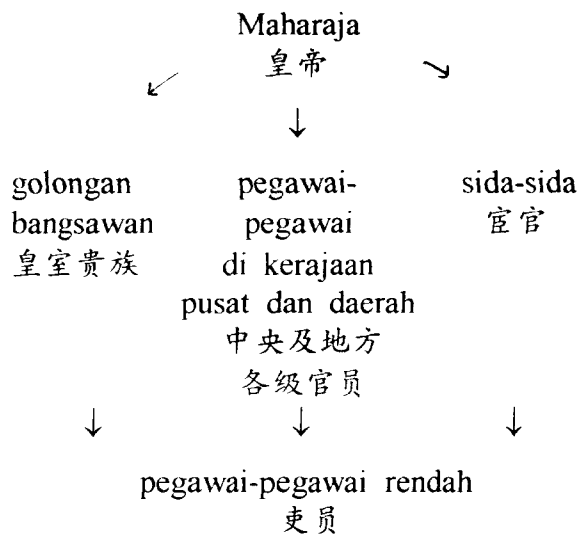 Maharaja
皇帝
golongan
bangsawan
皇室贵族
pegawai-
pegawai
di kerajaan
pusat dan daerah
中央及地方
各级官员
sida-sida
宦官
pegawai-pegawai rendah
吏员